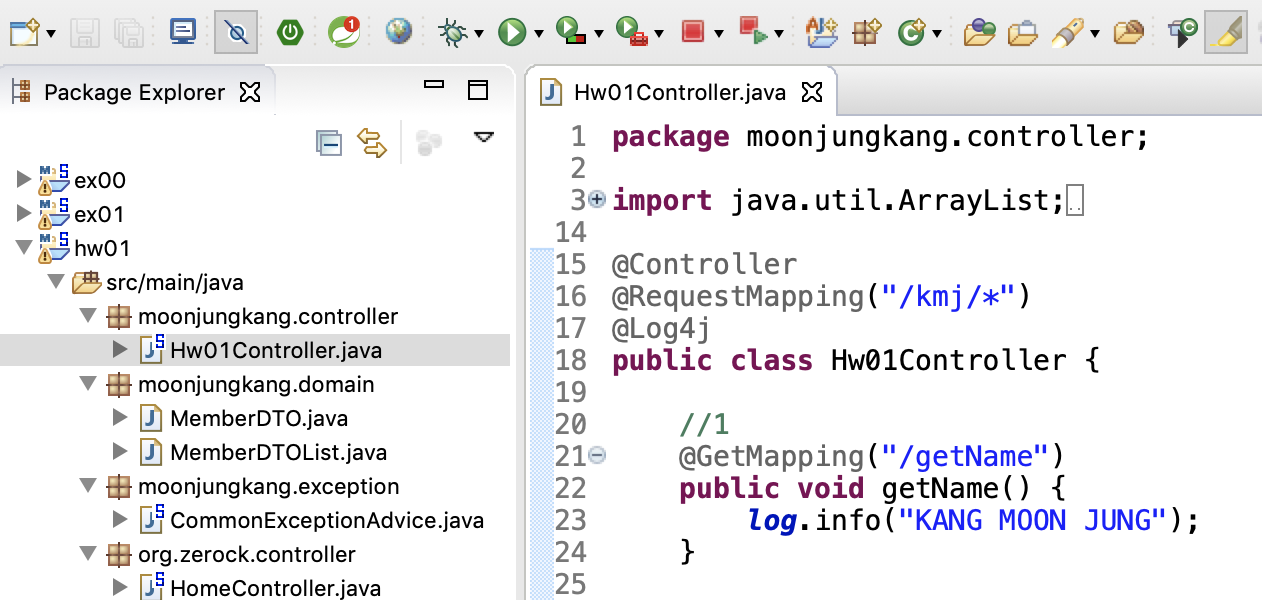 Package Explorer
ex00
ex01
hw01
src/main/java
moonjungkang.controller
Hw01Controller.java
moonjungkang.domain
MemberDTO.java
MemberDTOList.java
moonjungkang.exception
CommonExceptionAdvice.java
org.zerock.controller
HomeController.java
Hw01Controller.java
1 package moonjungkang.controller;
2
3 import java.util.ArrayList;
14
15 @Controller
16 @RequestMapping("/kmj/*")
17 @Log4j
18 public class Hw01Controller {
19
20 //1
21 @GetMapping("/getName")
22 public void getName() {
23 log.info("KANG MOON JUNG");
24 }
25